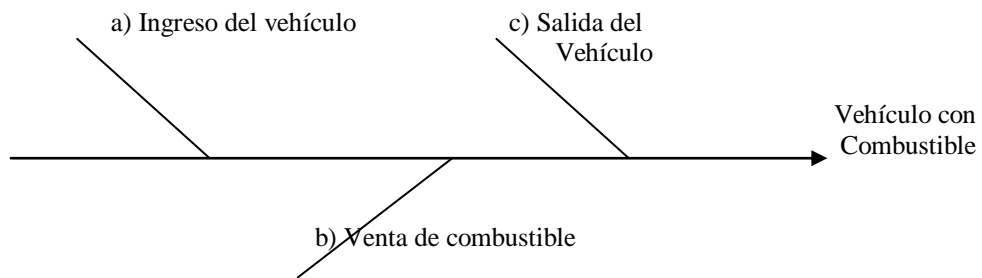 a) Ingreso del vehículo
c) Salida del
Vehículo
Vehículo con
Combustible
b) Venta de combustible